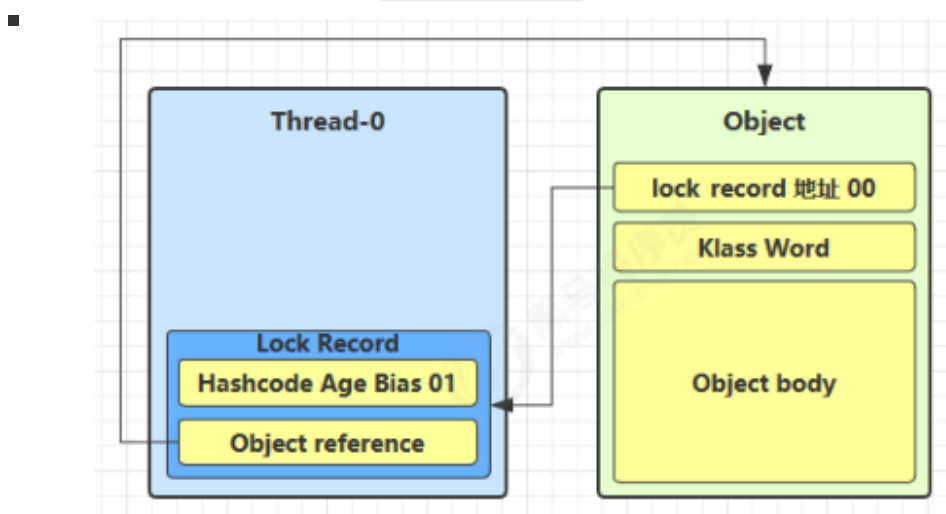 Thread-0
Object
lock record 地址 00
Klass Word
Lock Record
Hashcode Age Bias 01
Object body
Object reference